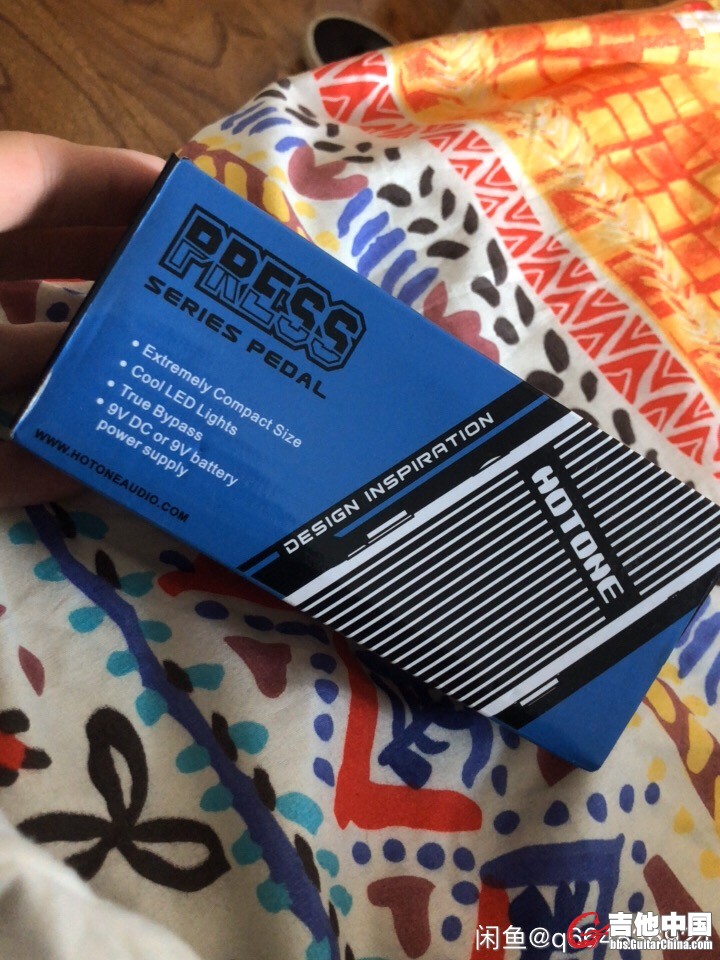 PRESS
SERIES PEDAL
• Extremely Compact Size
• Cool LED Lights
• True Bypass
• 9V DC or 9V battery
power supply
WWW.HOTONEAUDIO.COM
DESIGN INSPIRATION
HOTONE
闲鱼@q
吉他中国
bbs.GuitarChina.com